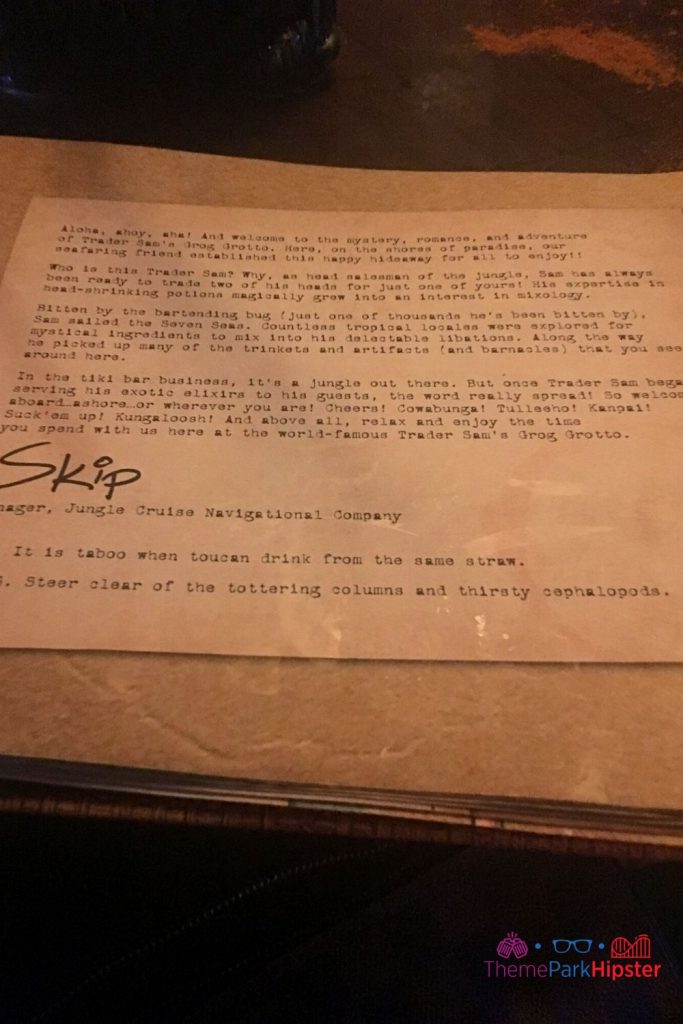 Aloha, ahoy, aha! And welcome to the mystery, romance, and adventure
of Trader Sam's Grog Grotto. Here, on the shores of paradise, our
seafaring friend established this happy hideaway for all to enjoy!!
Who is this Trader Sam? Why, as head salesman of the jungle, Sam has always
been ready to trade two of his heads for just one of yours! His expertise in
head-shrinking potions magically grew into an interest in mixology.
Bitten by the bartending bug (just one of thousands he's been bitten by),
Sam sailed the Seven Seas. Countless tropical locales were explored for
mystical ingredients to mix into his delectable libations. Along the way
he picked up many of the trinkets and artifacts (and barnacles) that you see
around here.
In the tiki bar business, it's a jungle out there. But once Trader Sam began
serving his exotic elixirs to his guests, the word really spread! So welcom
aboard…ashore…or wherever you are! Cheers! Cowabunga! Tulleeho! Kanpai!
Suck'em up! Kungaloosh! And above all, relax and enjoy the time
you spend with us here at the world-famous Trader Sam's Grog Grotto.
Skip
nager, Jungle Cruise Navigational Company
It is taboo when toucan drink from the same straw.
S. Steer clear of the tottering columns and thirsty cephalopods.
ThemeParkHipster